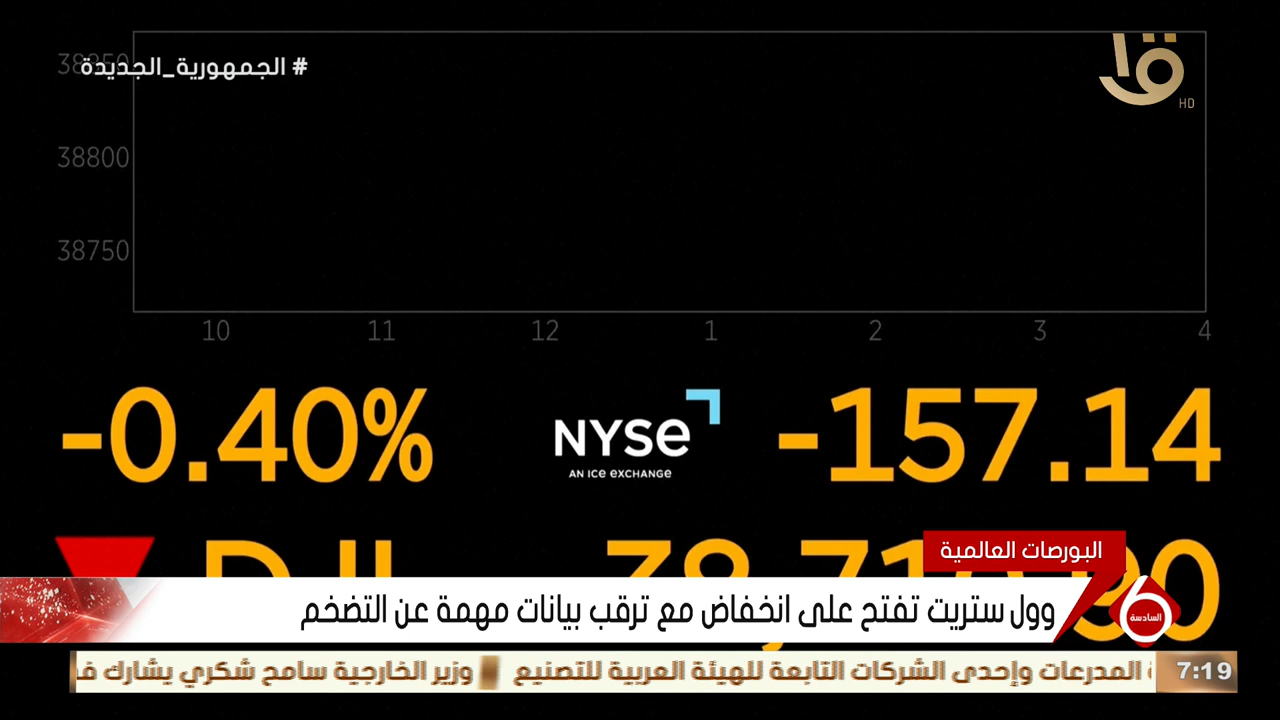 # الجمهورية_الجديدة
HD
38800
38750
10 11 12 1 2 3 4
-0.40%
NYSE
AN ICE EXCHANGE
-157.14
DJI
البورصات العالمية
وول ستريت تفتح على انخفاض مع ترقب بيانات مهمة عن التضخم
السادسة
المدرعات وإحدى الشركات التابعة للهيئة العربية للتصنيع وزير الخارجية سامح شكري يشارك
7:19